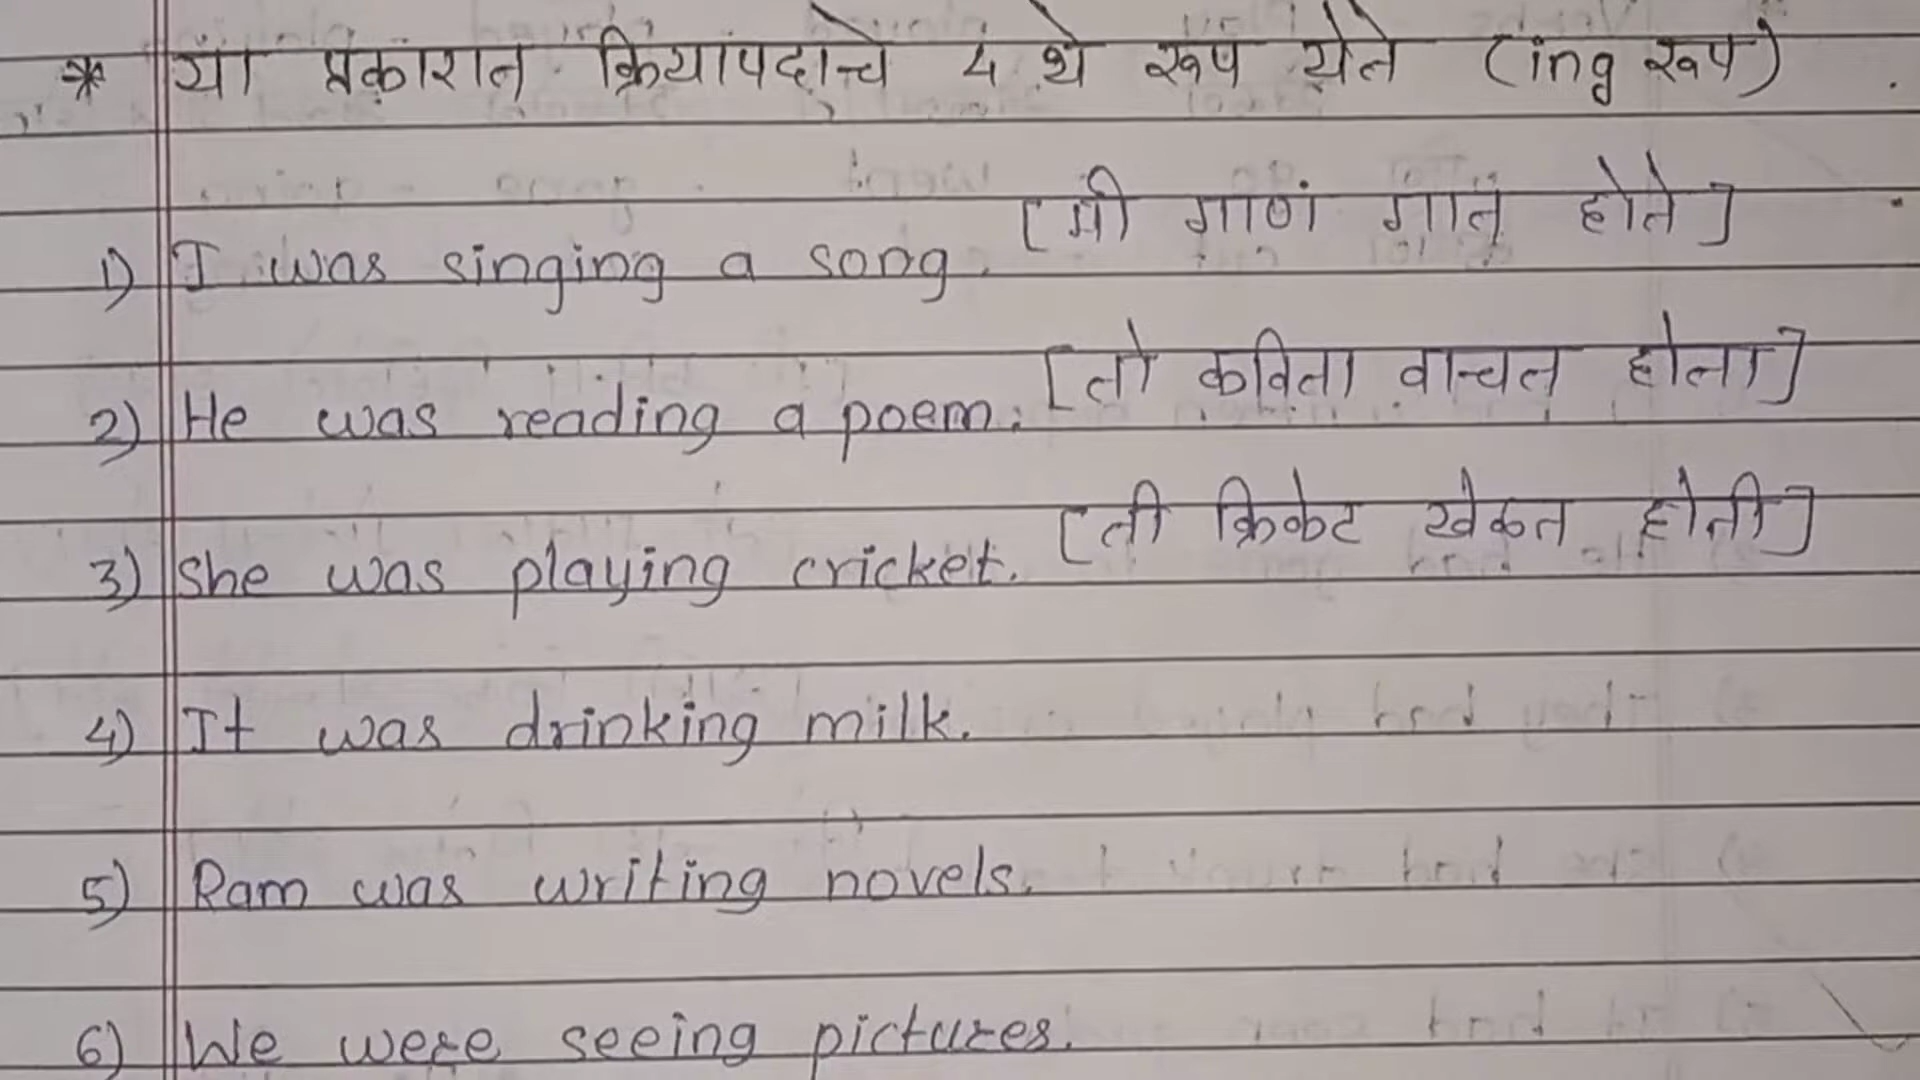 * या प्रकारात क्रियापदाचे 4 थे रूप येते (ing रूप)
1) I was singing a song. [मी गाणं गात होते]
2) He was reading a poem. [तो कविता वाचत होता]
3) She was playing cricket. [ती क्रिकेट खेळत होती]
4) It was drinking milk.
5) Ram was writing novels.
6) We were seeing pictures.